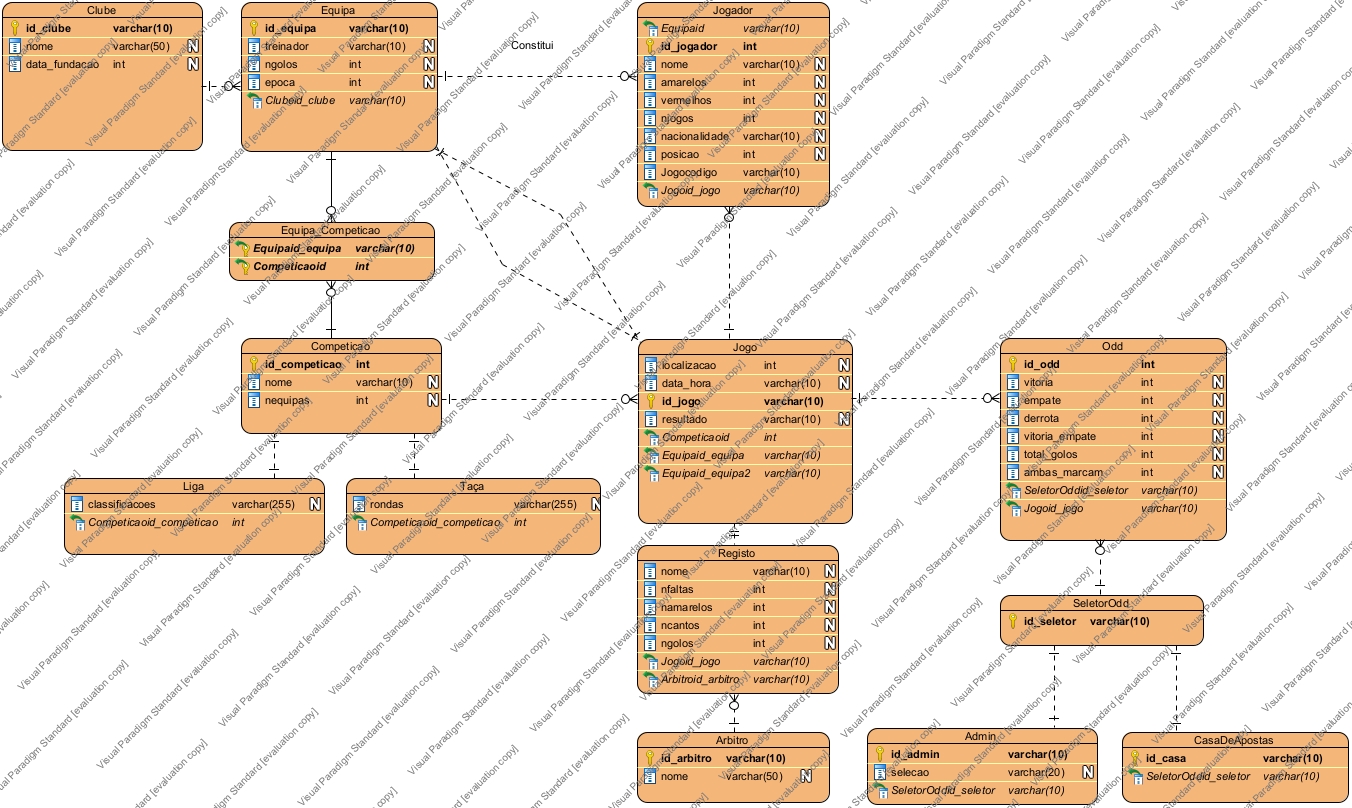 Clube
id_clube varchar(10)
nome varchar(50) N
data_fundacao int N
Equipa
id_equipa varchar(10)
treinador varchar(10) N
ngolos int N
epoca int N
Clubeid_clube varchar(10)
Constitui
Jogador
Equipaid varchar(10)
id_jogador int
nome varchar(10) N
amarelos int N
vermelhos int N
njogos int N
nacionalidade varchar(10) N
posicao int N
Jogocodigo varchar(10)
Jogoid_jogo varchar(10)
Equipa_Competicao
Equipaid_equipa varchar(10)
Competicaoid int
Competicao
id_competicao int
nome varchar(10) N
nequipas int N
Jogo
localizacao int N
data_hora varchar(10) N
id_jogo varchar(10)
resultado varchar(10) N
Competicaoid int
Equipaid_equipa varchar(10)
Equipaid_equipa2 varchar(10)
Odd
id_odd int
vitoria int N
empate int N
derrota int N
vitoria_empate int N
total_golos int N
ambas_marcam int N
SeletorOddid_seletor varchar(10)
Jogoid_jogo varchar(10)
Liga
classificacoes varchar(255) N
Competicaoid_competicao int
Taça
rondas varchar(255) N
Competicaoid_competicao int
Registo
nome varchar(10) N
nfaltas int N
namarelos int N
ncantos int N
ngolos int N
Jogoid_jogo varchar(10)
Arbitroid_arbitro varchar(10)
SeletorOdd
id_seletor varchar(10)
Arbitro
id_arbitro varchar(10)
nome varchar(50) N
Admin
id_admin varchar(10)
selecao varchar(20) N
SeletorOddid_seletor varchar(10)
CasaDeApostas
id_casa varchar(10)
SeletorOddid_seletor varchar(10)
Visual Paradigm Standard [evaluation copy]